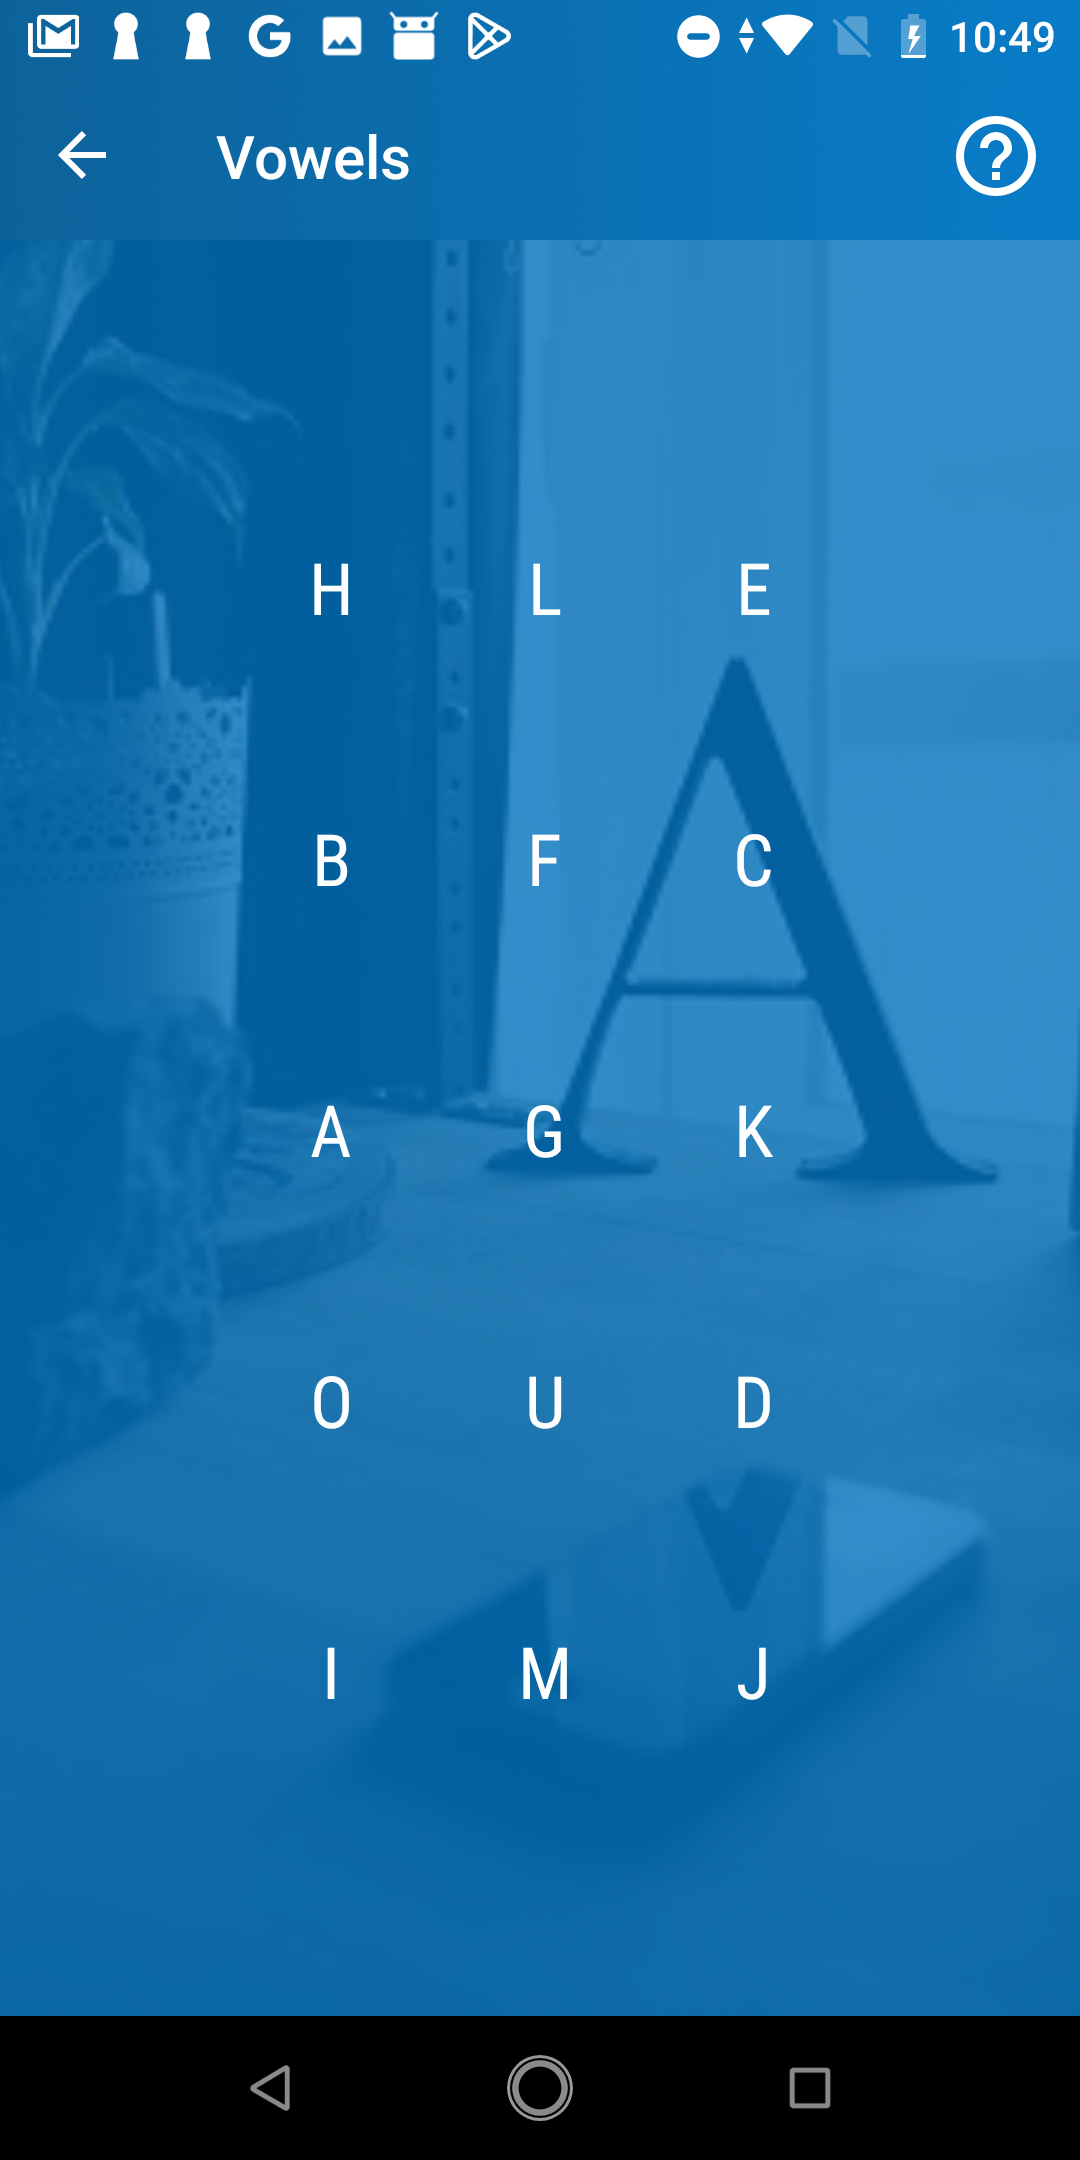 10:49
Vowels
H L E
B F C
A G K
O U D
I M J